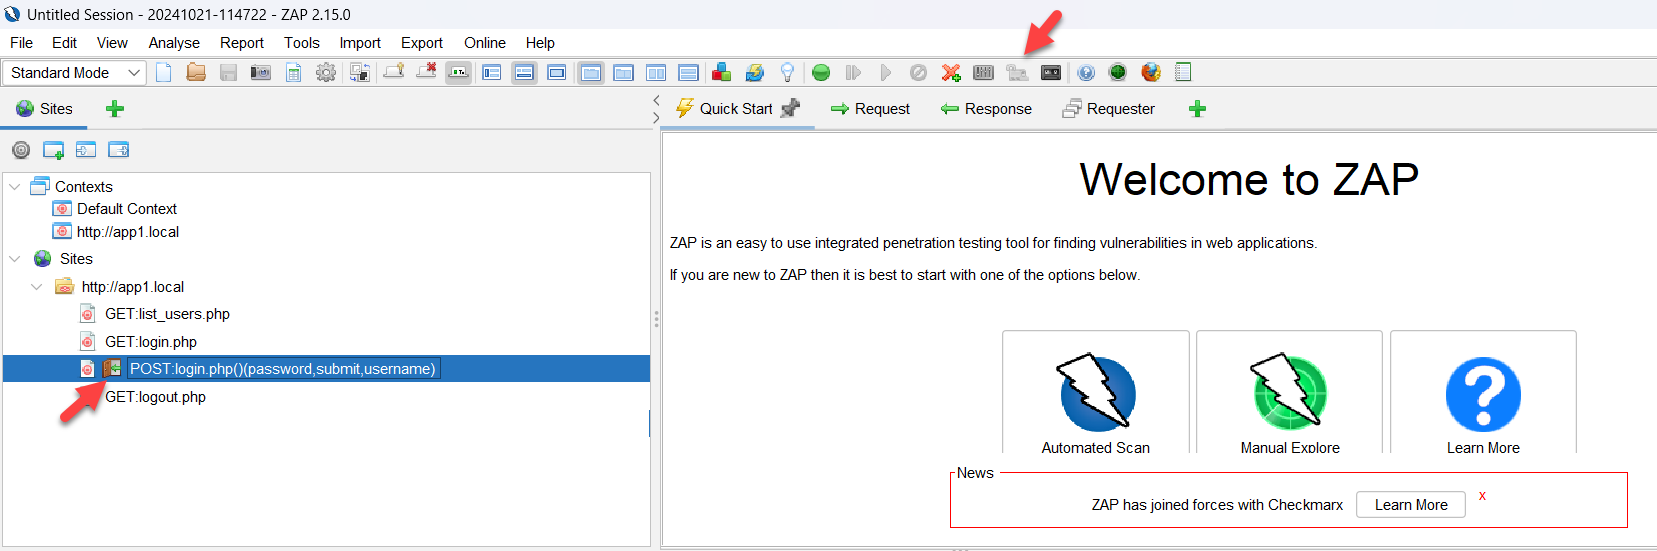 Untitled Session - 20241021-114722 - ZAP 2.15.0
File Edit View Analyse Report Tools Import Export Online Help
Standard Mode
Sites
Quick Start Request Response Requester
Contexts
Default Context
http://app1.local
Sites
http://app1.local
GET:list_users.php
GET:login.php
POST:login.php()(password,submit,username)
GET:logout.php
Welcome to ZAP
ZAP is an easy to use integrated penetration testing tool for finding vulnerabilities in web applications.
If you are new to ZAP then it is best to start with one of the options below.
Automated Scan Manual Explore Learn More
News
ZAP has joined forces with Checkmarx Learn More x